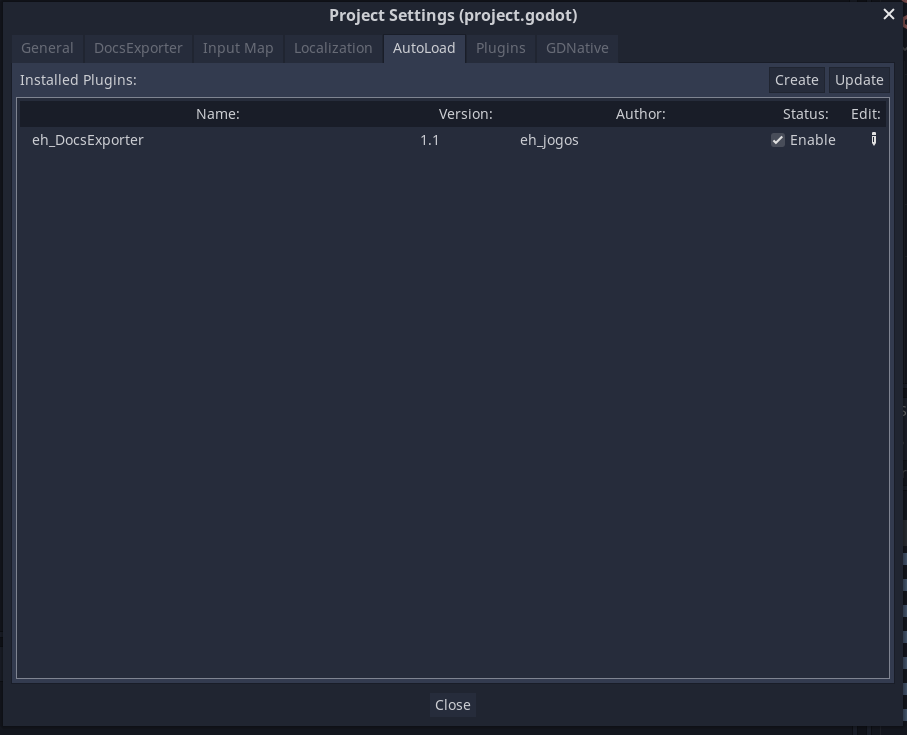 Project Settings (project.godot)
General DocsExporter Input Map Localization AutoLoad Plugins GDNative
Installed Plugins: Create Update
Name: Version: Author: Status: Edit:
eh_DocsExporter 1.1 eh_jogos Enable
Close